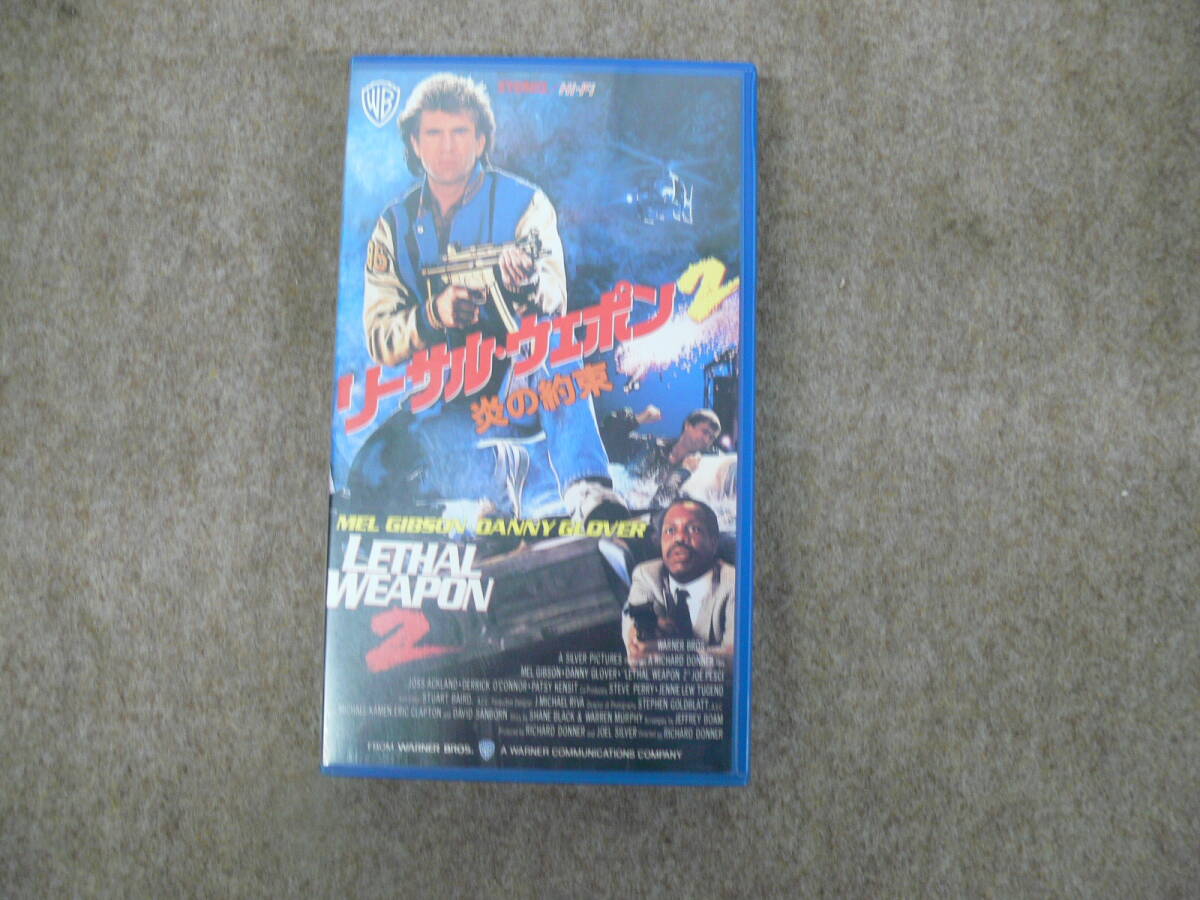 WB
STEREO HI-FI
リーサル・ウェポン2
炎の約束
MEL GIBSON DANNY GLOVER
LETHAL
WEAPON
2
WARNER BROS.
A SILVER PICTURES A RICHARD DONNER
MEL GIBSON • DANNY GLOVER • "LETHAL WEAPON 2" JOE PESCI
JOSS ACKLAND • DERRICK O'CONNOR • PATSY KENSIT STEVE PERRY • JENNIE LEW TUGEND
STUART BAIRD J. MICHAEL RIVA STEPHEN GOLDBLATT
MICHAEL KAMEN, ERIC CLAPTON and DAVID SANBORN SHANE BLACK & WARREN MURPHY JEFFREY BOAM
RICHARD DONNER and JOEL SILVER RICHARD DONNER
FROM WARNER BROS. A WARNER COMMUNICATIONS COMPANY